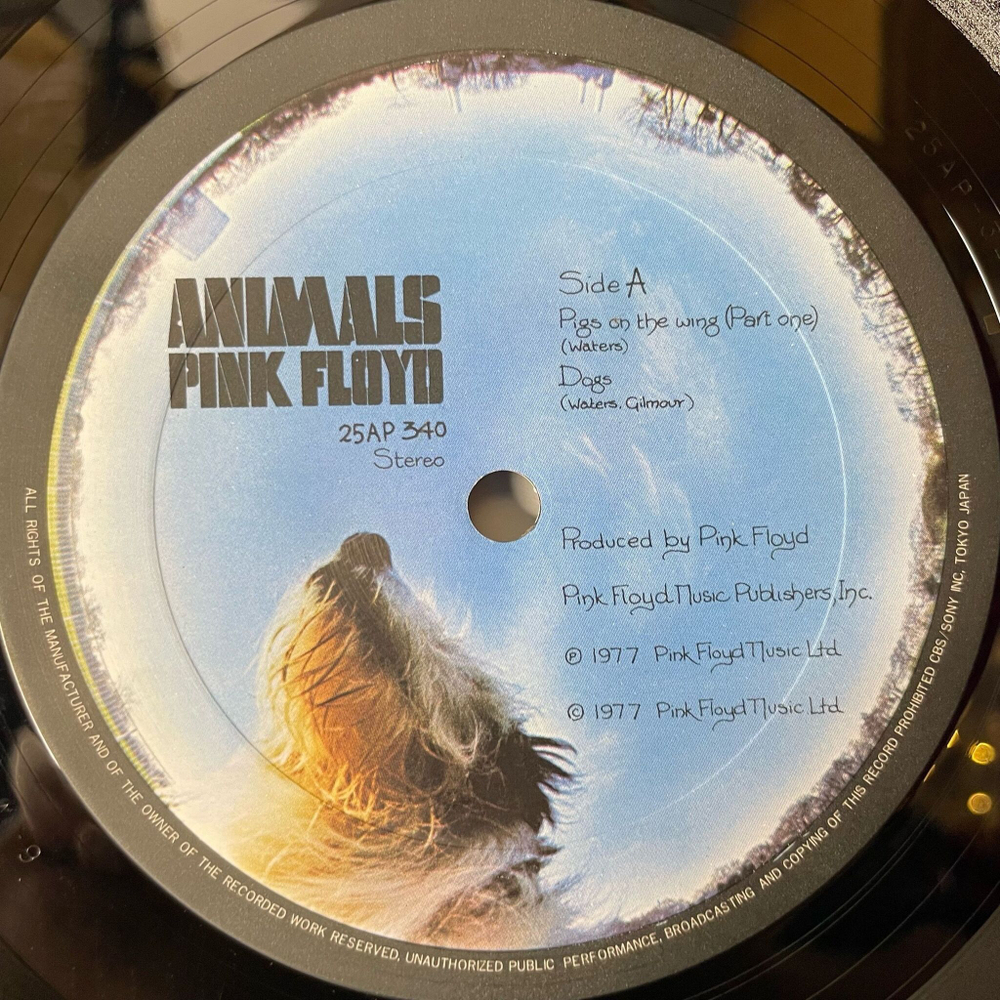 ANIMALS
PINK FLOYD
25AP 340
Stereo
Side A
Pigs on the wing (Part one)
(Waters)
Dogs
(Waters, Gilmour)
Produced by Pink Floyd
Pink Floyd Music Publishers, Inc.
℗ 1977 Pink Floyd Music Ltd.
© 1977 Pink Floyd Music Ltd.
ALL RIGHTS OF THE MANUFACTURER AND OF THE OWNER OF THE RECORDED WORK RESERVED, UNAUTHORIZED PUBLIC PERFORMANCE, BROADCASTING AND COPYING OF THIS RECORD PROHIBITED CBS/SONY INC, TOKYO JAPAN
25AP-3
9